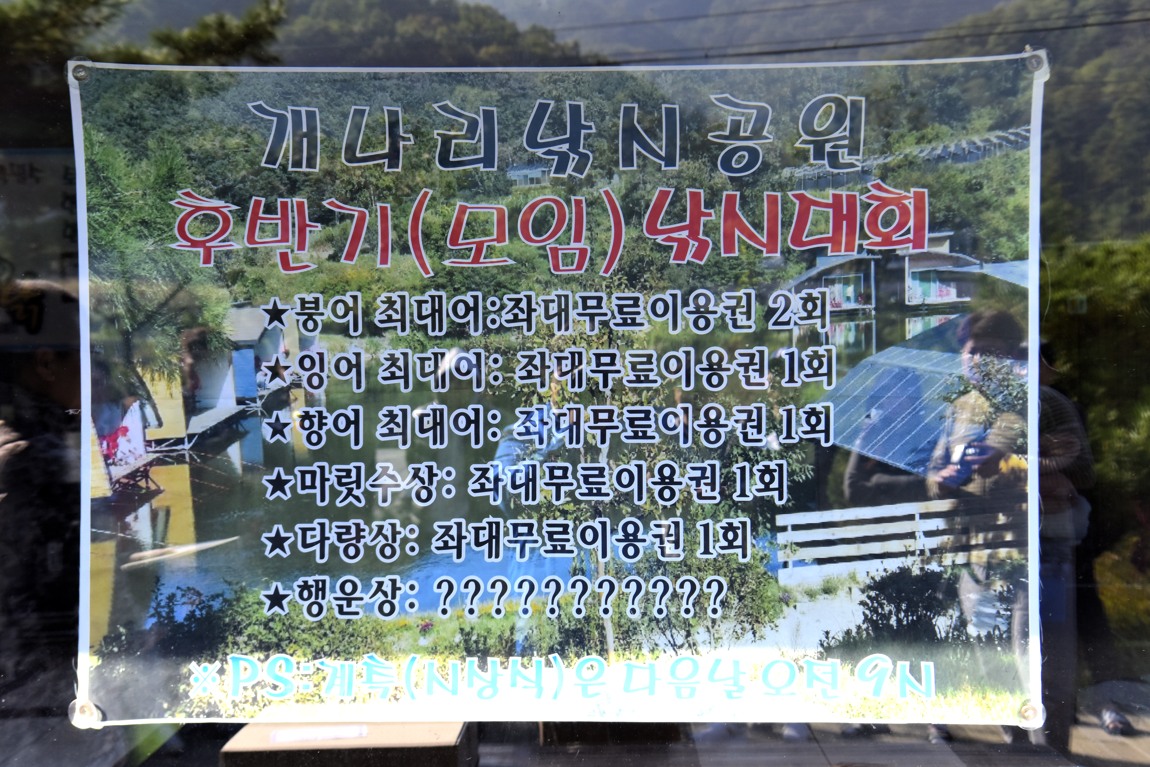 개나리낚시공원
후반기(모임)낚시대회
★붕어 최대어:좌대무료이용권 2회
★잉어 최대어: 좌대무료이용권 1회
★향어 최대어: 좌대무료이용권 1회
★마릿수상: 좌대무료이용권 1회
★다량상: 좌대무료이용권 1회
★행운상: ???????????
※PS:계측(시상식)은 다음날 오전 9시